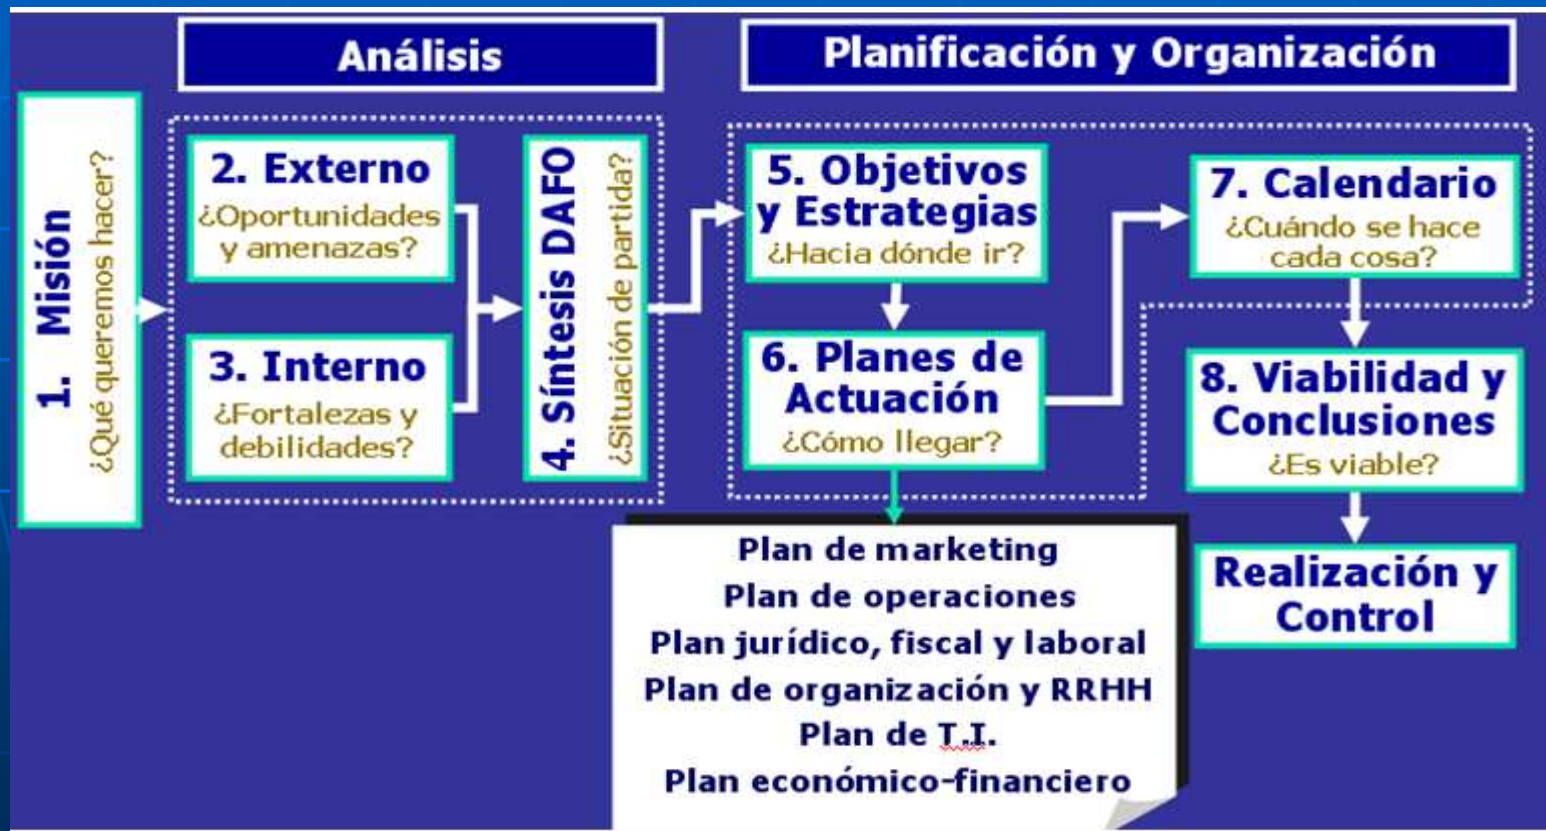 Análisis
Planificación y Organización
1. Misión
¿Qué queremos hacer?
2. Externo
¿Oportunidades
y amenazas?
3. Interno
¿Fortalezas y
debilidades?
4. Síntesis DAFO
¿Situación de partida?
5. Objetivos
y Estrategias
¿Hacia dónde ir?
6. Planes de
Actuación
¿Cómo llegar?
7. Calendario
¿Cuándo se hace
cada cosa?
8. Viabilidad y
Conclusiones
¿Es viable?
Realización y
Control
Plan de marketing
Plan de operaciones
Plan jurídico, fiscal y laboral
Plan de organización y RRHH
Plan de T.I.
Plan económico-financiero